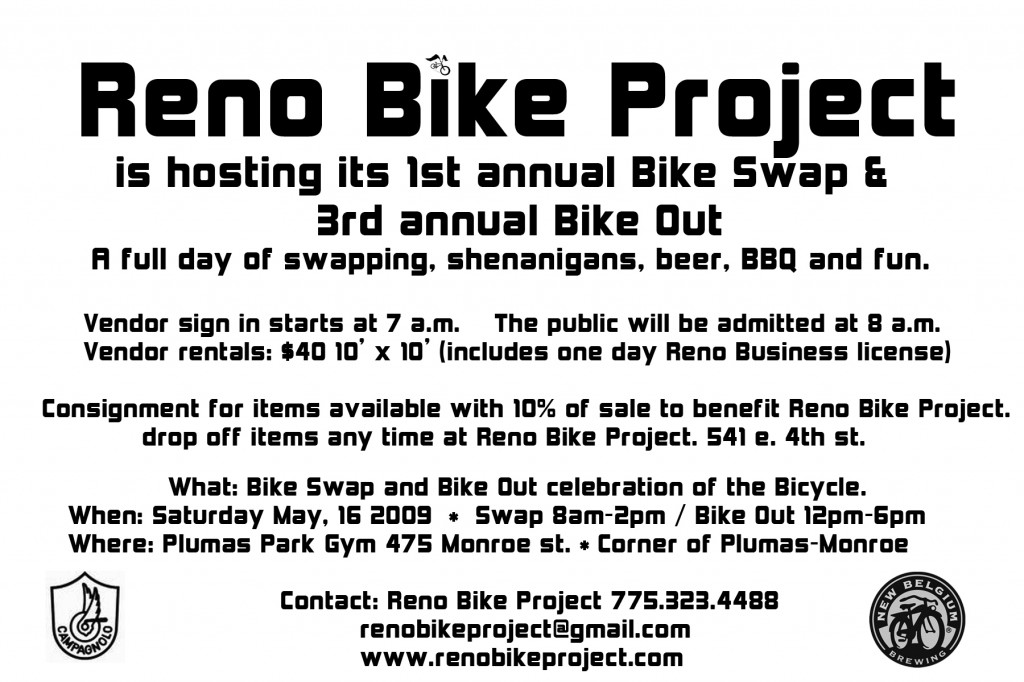 Reno Bike Project
is hosting its 1st annual Bike Swap &
3rd annual Bike Out
A full day of swapping, shenanigans, beer, BBQ and fun.
Vendor sign in starts at 7 a.m. The public will be admitted at 8 a.m.
Vendor rentals: $40 10' x 10' (includes one day Reno Business license)
Consignment for items available with 10% of sale to benefit Reno Bike Project.
drop off items any time at Reno Bike Project. 541 e. 4th st.
What: Bike Swap and Bike Out celebration of the Bicycle.
When: Saturday May, 16 2009 * Swap 8am-2pm / Bike Out 12pm-6pm
Where: Plumas Park Gym 475 Monroe st. * Corner of Plumas-Monroe
Contact: Reno Bike Project 775.323.4488
renobikeproject@gmail.com
www.renobikeproject.com
CAMPAGNOLO
NEW BELGIUM
BREWING
®